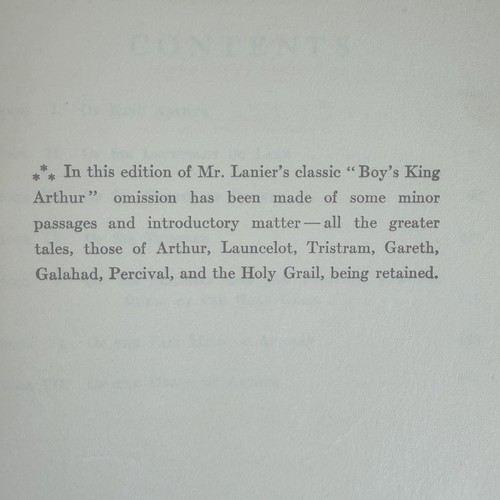 CONTENTS
⁂ In this edition of Mr. Lanier's classic "Boy's King
Arthur" omission has been made of some minor
passages and introductory matter—all the greater
tales, those of Arthur, Launcelot, Tristram, Gareth,
Galahad, Percival, and the Holy Grail, being retained.